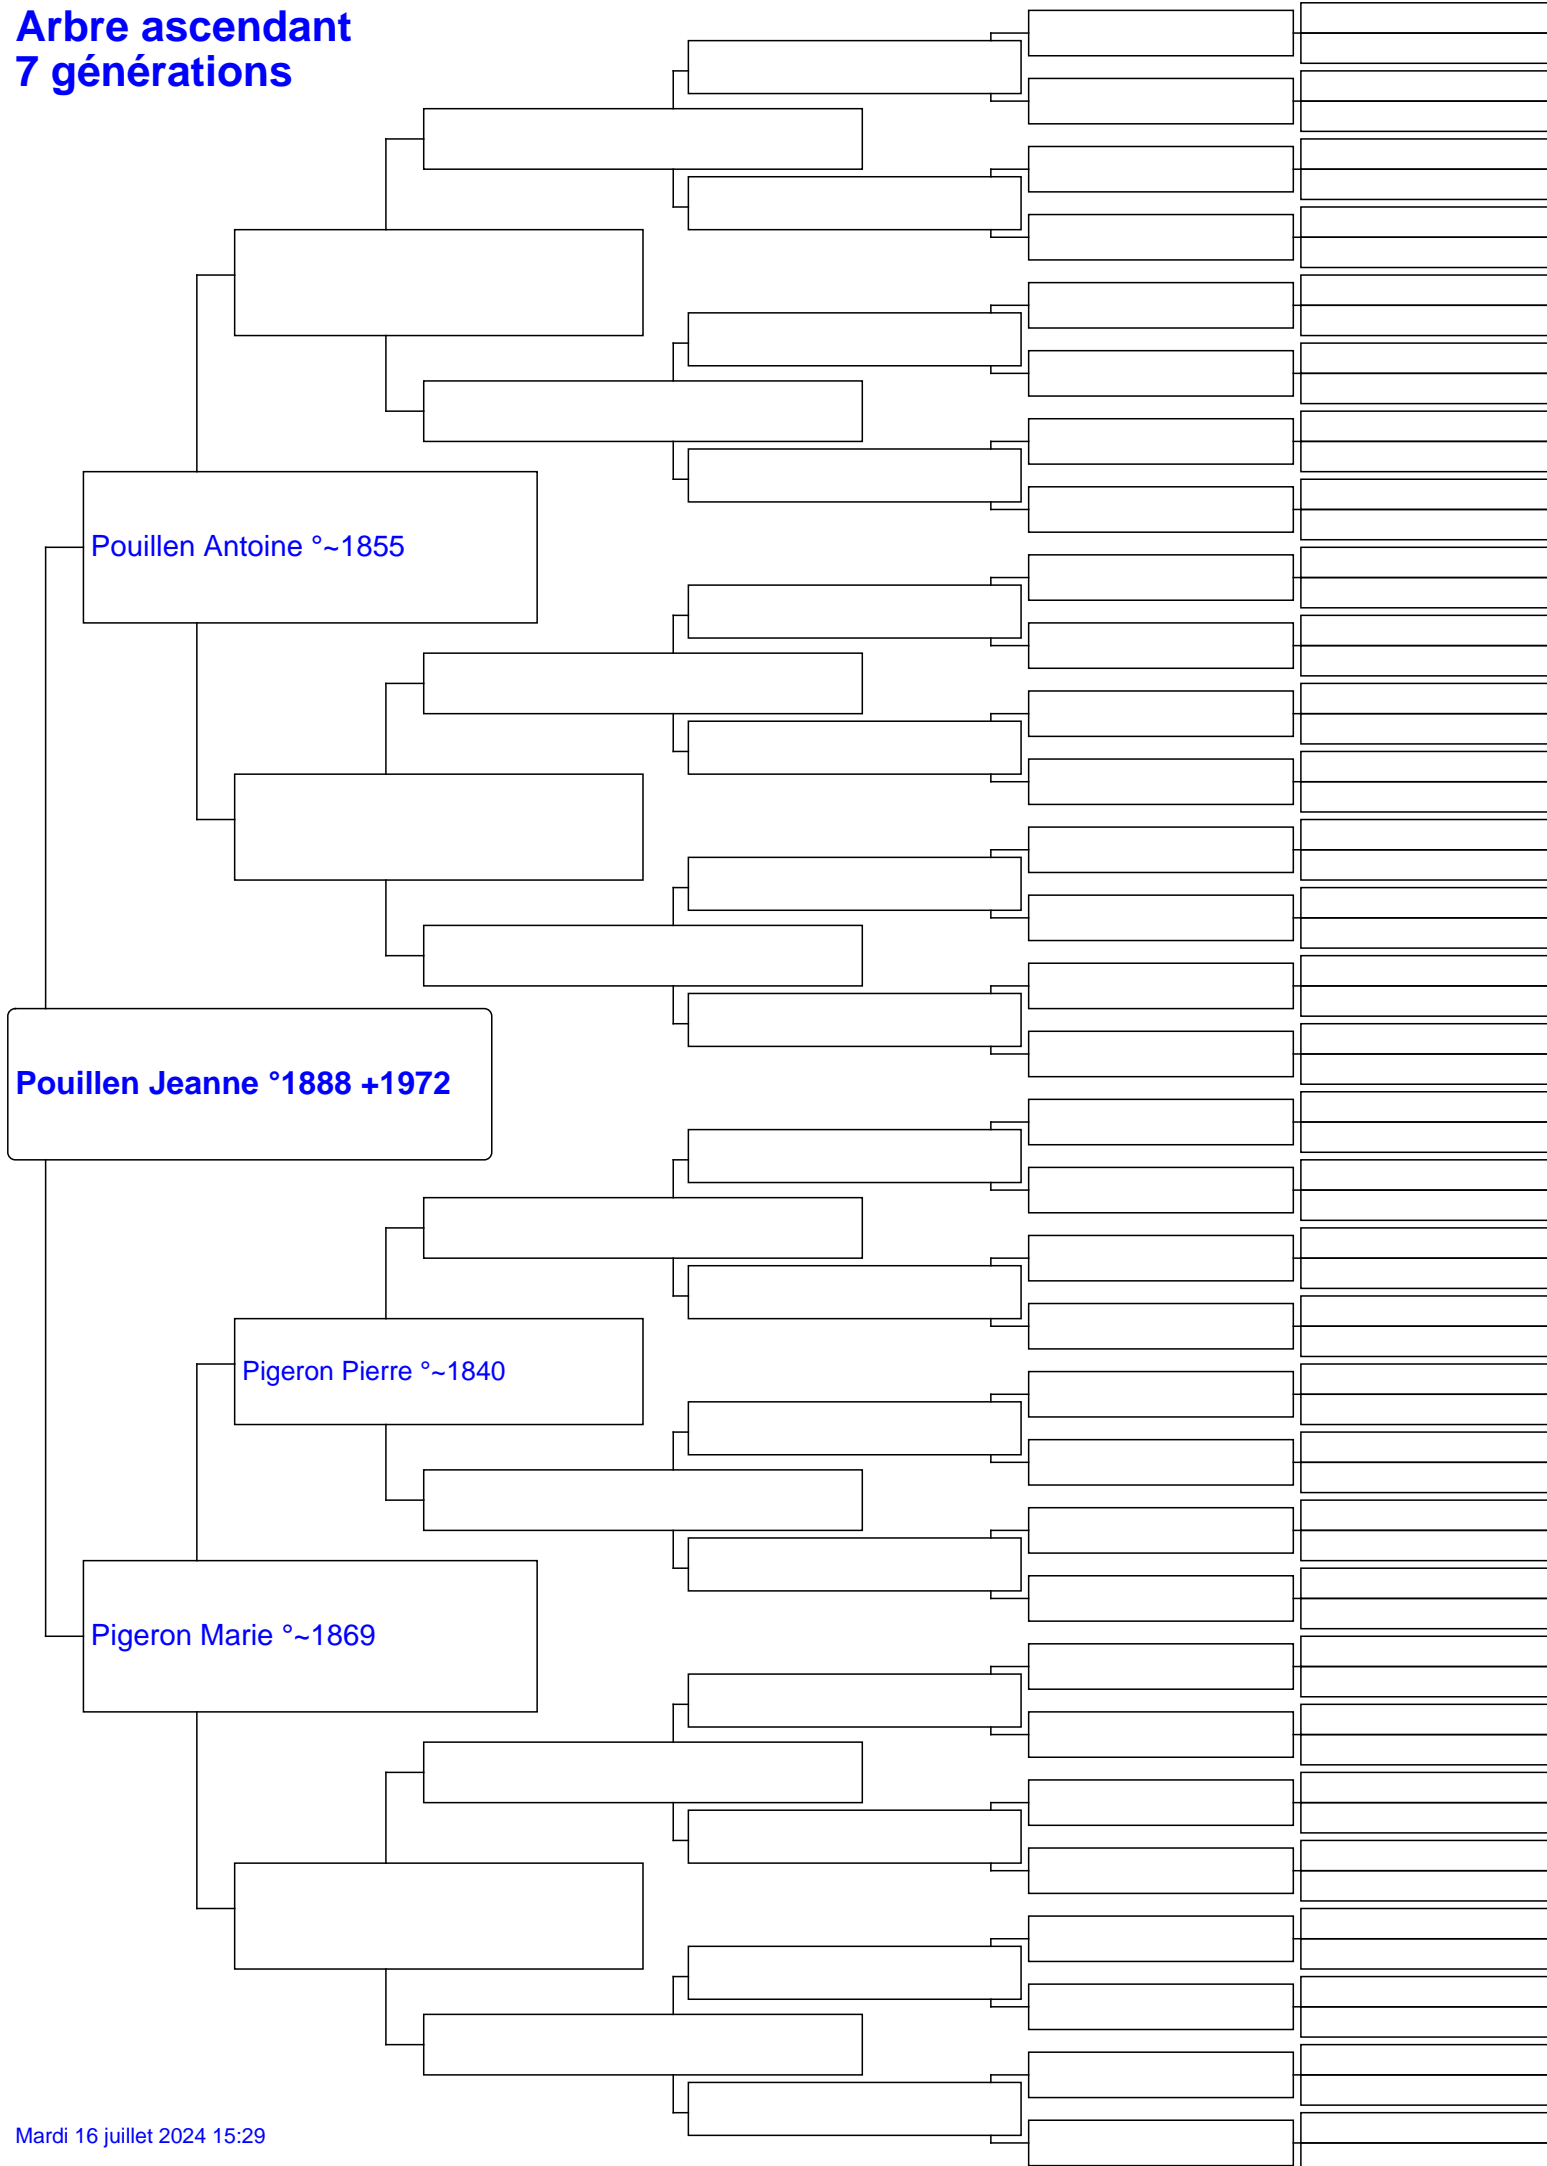 Arbre ascendant
7 générations
Pouillen Antoine °~1855
Pouillen Jeanne °1888 +1972
Pigeron Pierre °~1840
Pigeron Marie °~1869
Mardi 16 juillet 2024 15:29